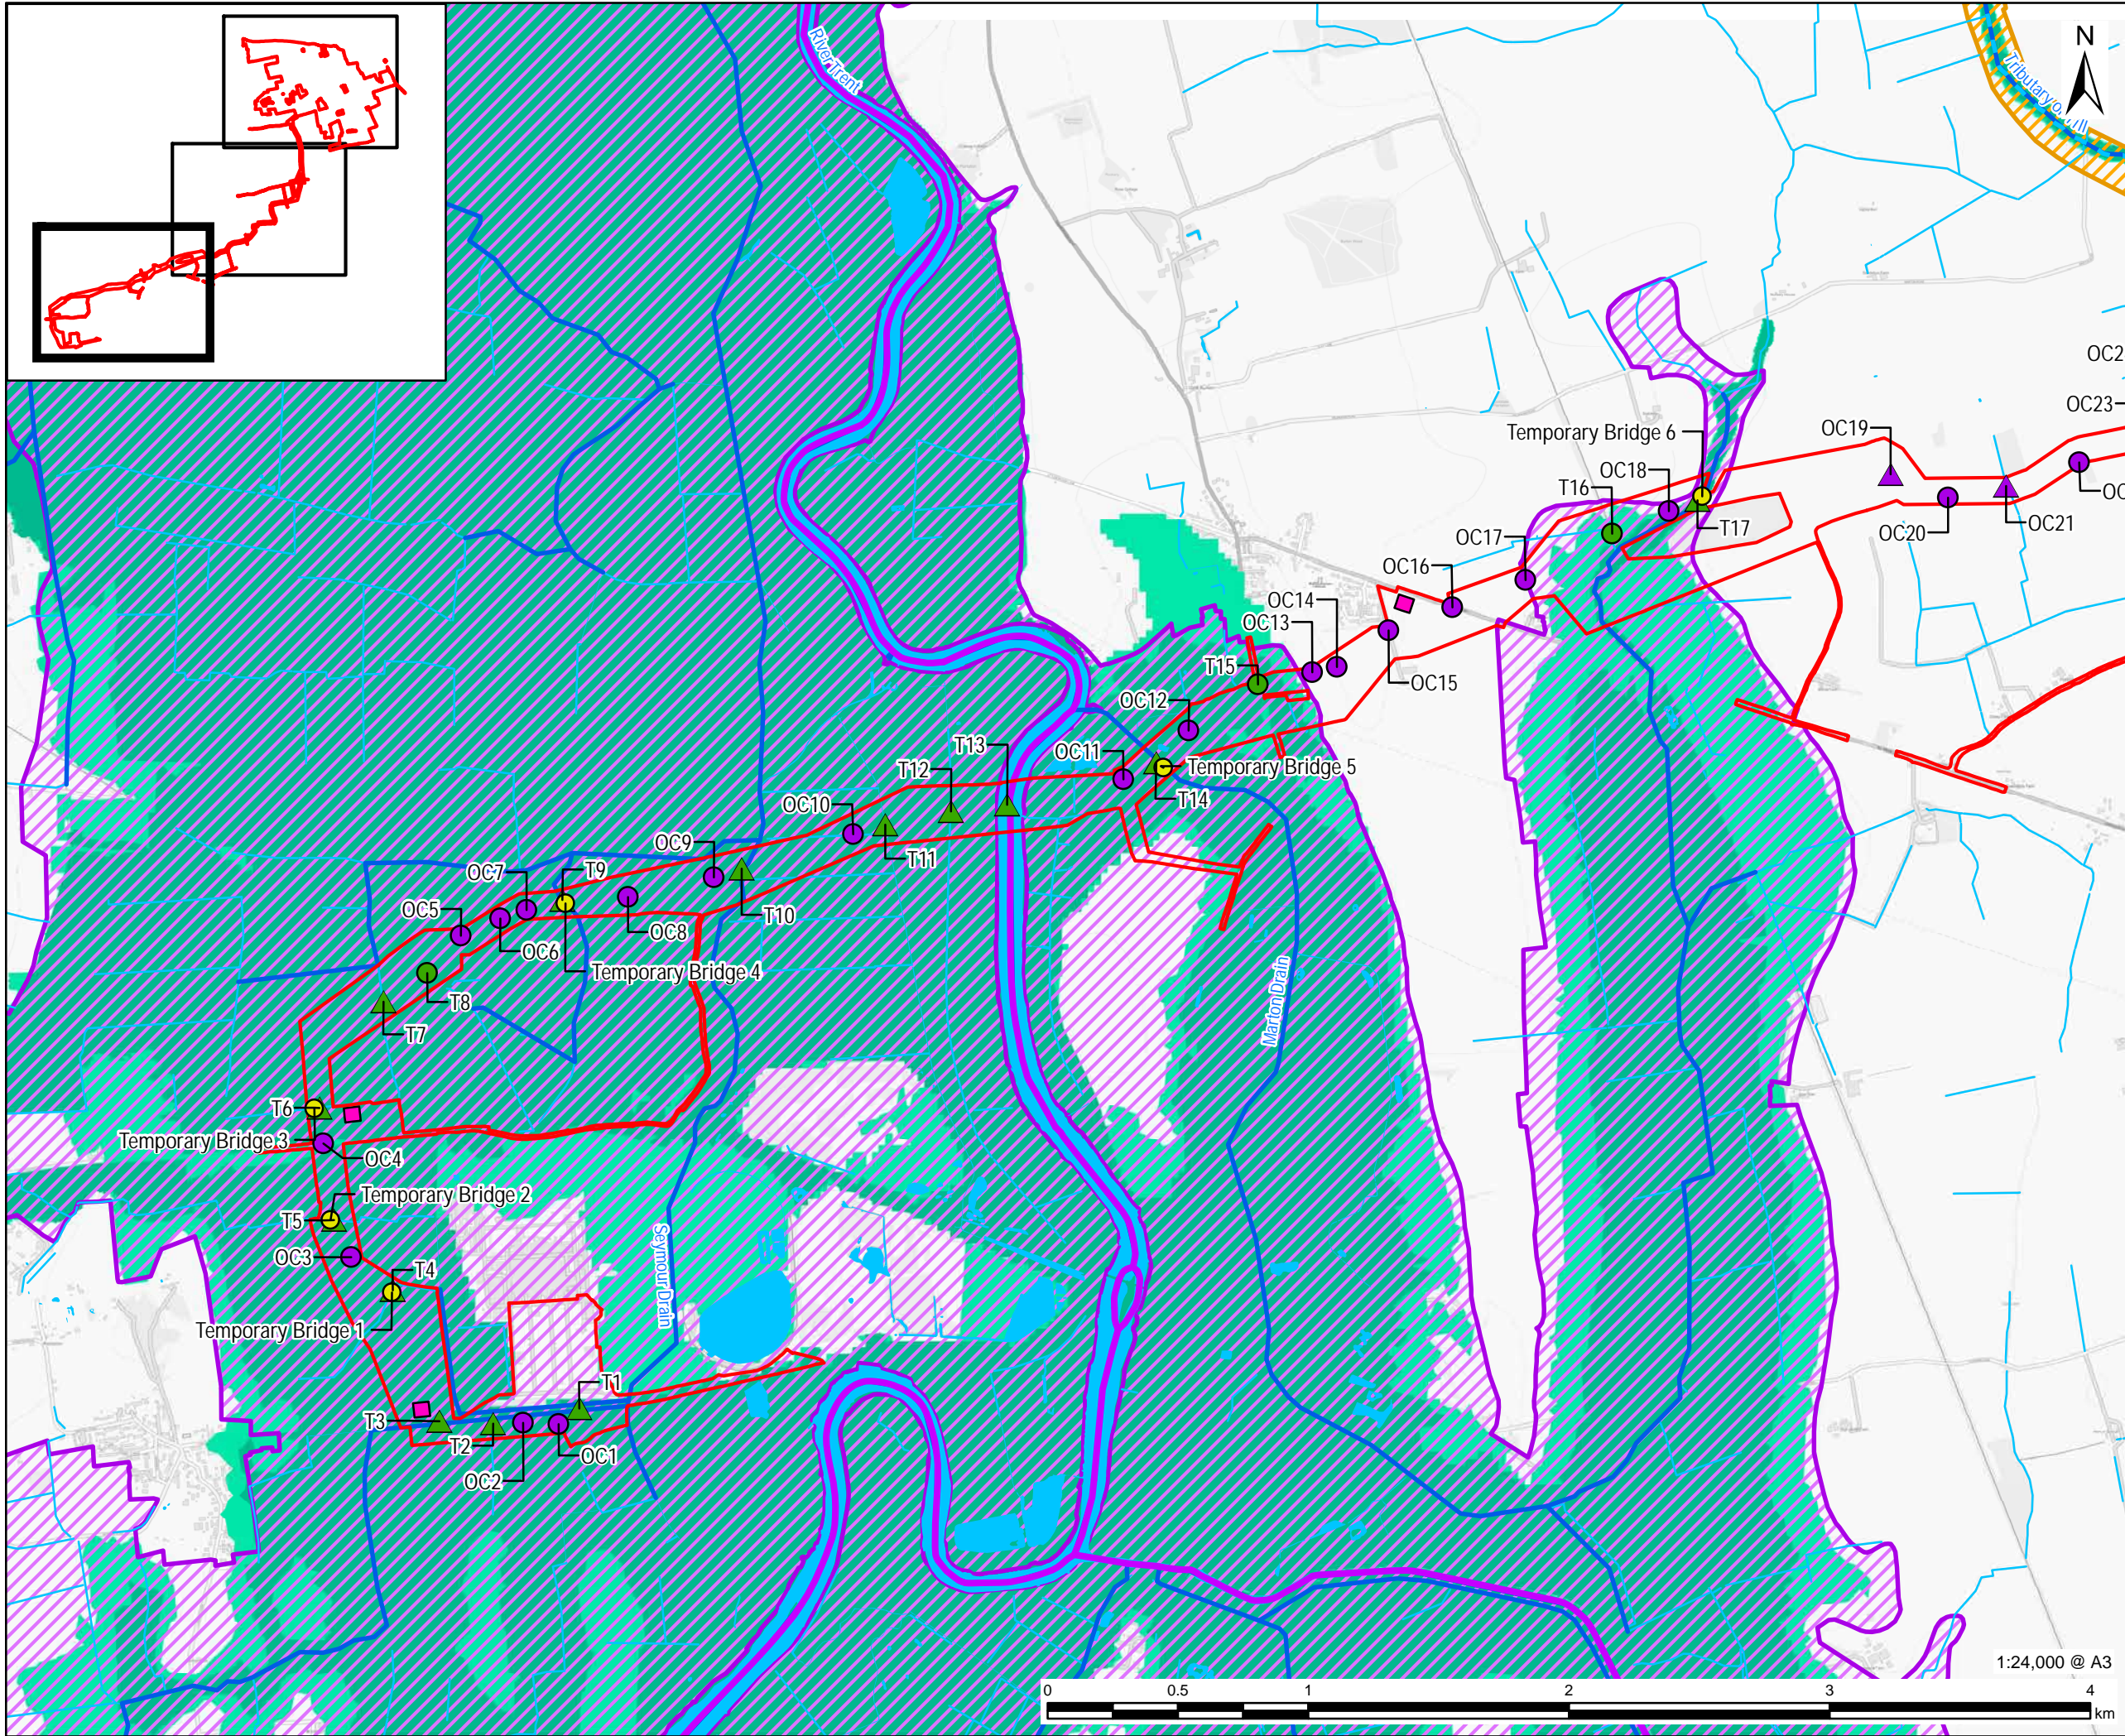 River Trent
N
Tributary of
OC2
OC23
OC19
Temporary Bridge 6
OC18
T16
T17
OC21
OC
OC20
OC17
OC16
OC14
OC13
T15
OC15
OC12
T13
OC11
Temporary Bridge 5
T12
T14
OC10
OC9
T11
T9
OC7
OC5
T10
OC8
OC6
Temporary Bridge 4
T8
T7
Marton Drain
T6
Temporary Bridge 3
OC4
Temporary Bridge 2
T5
OC3
T4
Seymour Drain
Temporary Bridge 1
T1
T3
T2
OC1
OC2
1:24,000 @ A3
0 0.5 1 2 3 4
km